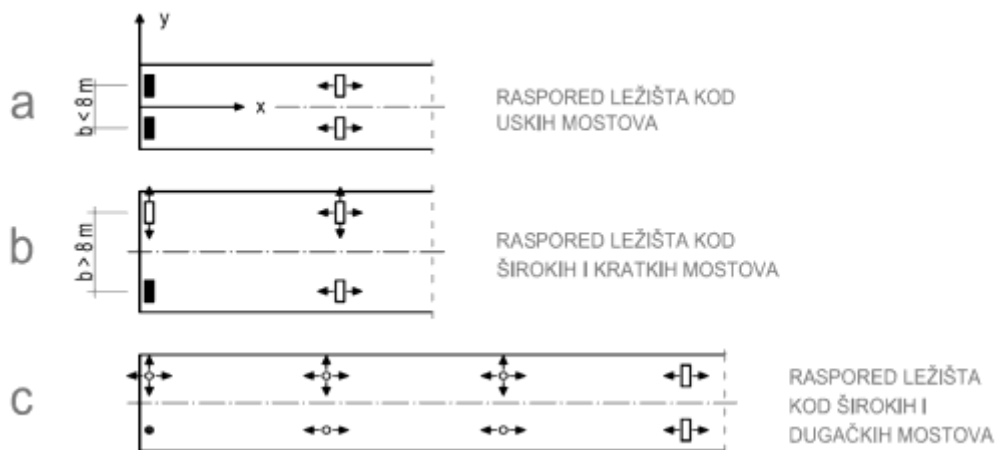 y
a
b < 8 m
x
RASPORED LEŽIŠTA KOD
USKIH MOSTOVA
b
b > 8 m
RASPORED LEŽIŠTA KOD
ŠIROKIH I KRATKIH MOSTOVA
c
RASPORED LEŽIŠTA
KOD ŠIROKIH I
DUGAČKIH MOSTOVA